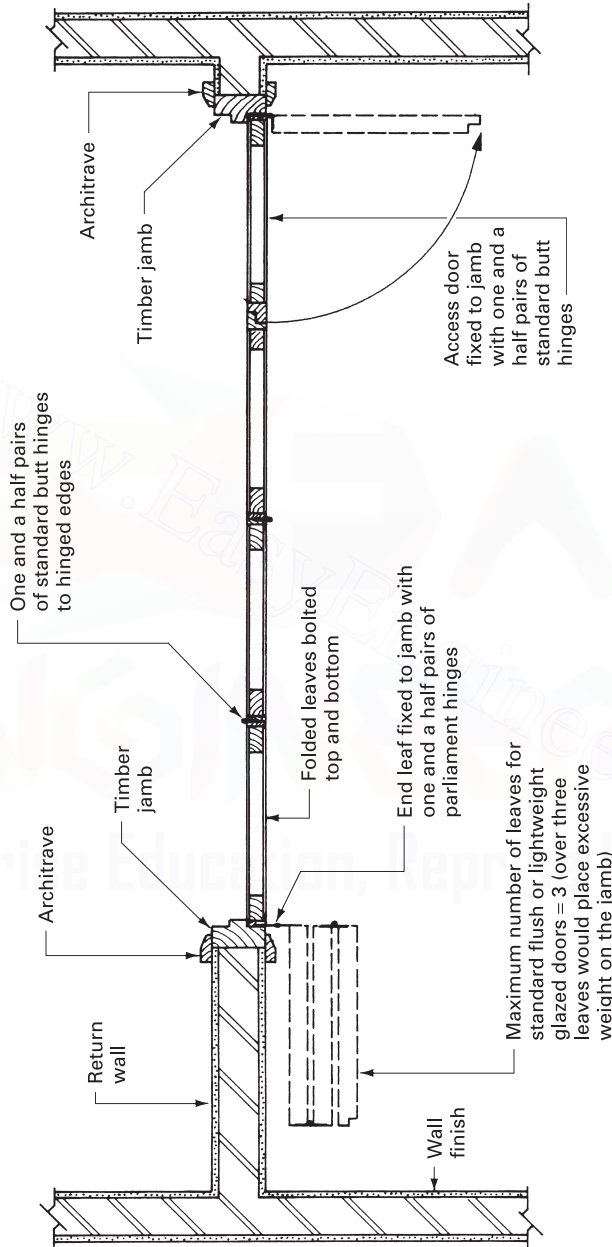 Architrave
Timber jamb
Access door
fixed to jamb
with one and a
half pairs of
standard butt
hinges
One and a half pairs
of standard butt hinges
to hinged edges
Folded leaves bolted
top and bottom
End leaf fixed to jamb with
one and a half pairs of
parliament hinges
Timber
jamb
Architrave
Maximum number of leaves for
standard flush or lightweight
glazed doors = 3 (over three
leaves would place excessive
weight on the jamb)
Return
wall
Wall
finish